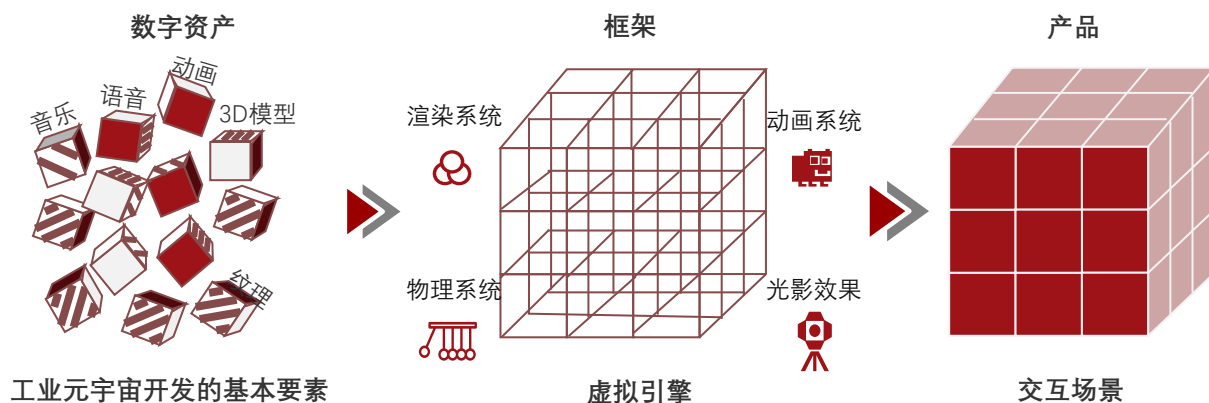 数字资产
框架
产品
动画
语音
音乐
3D模型
纹理
渲染系统
动画系统
物理系统
光影效果
工业元宇宙开发的基本要素
虚拟引擎
交互场景